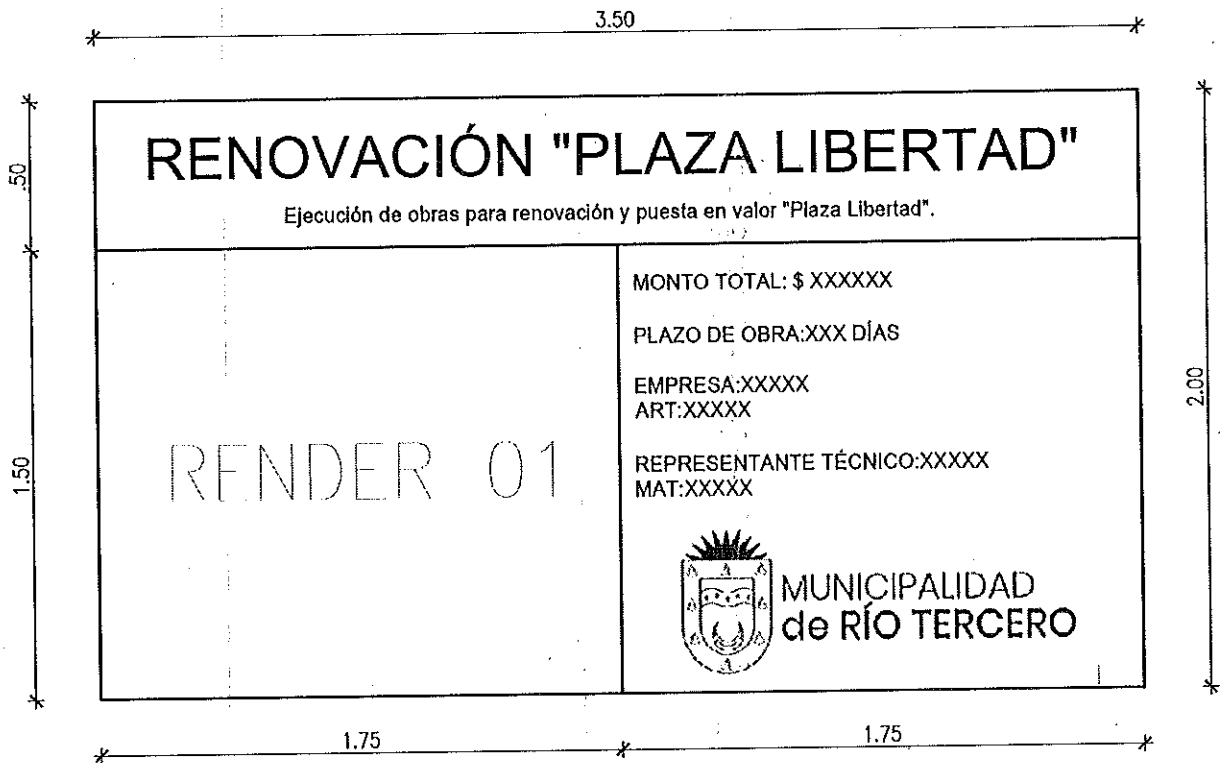 3.50
RENOVACIÓN "PLAZA LIBERTAD"
.50
Ejecución de obras para renovación y puesta en valor "Plaza Libertad".
MONTO TOTAL: $ XXXXXX
PLAZO DE OBRA:XXX DÍAS
EMPRESA:XXXXX
ART:XXXXX
2.00
1.50
RENDER 01
REPRESENTANTE TÉCNICO:XXXXX
MAT:XXXXX
MUNICIPALIDAD
de RÍO TERCERO
1.75
1.75